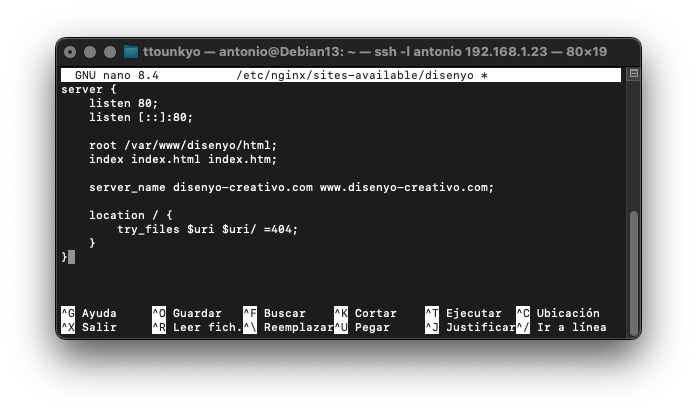 ttounkyo — antonio@Debian13: ~ — ssh -l antonio 192.168.1.23 — 80×19
GNU nano 8.4 /etc/nginx/sites-available/disenyo *
server {
    listen 80;
    listen [::]:80;
    root /var/www/disenyo/html;
    index index.html index.htm;
    server_name disenyo-creativo.com www.disenyo-creativo.com;
    location / {
        try_files $uri $uri/ =404;
    }
}
^G Ayuda ^O Guardar ^F Buscar ^K Cortar ^T Ejecutar ^C Ubicación
^X Salir ^R Leer fich.^\ Reemplazar^U Pegar ^J Justificar^/ Ir a línea